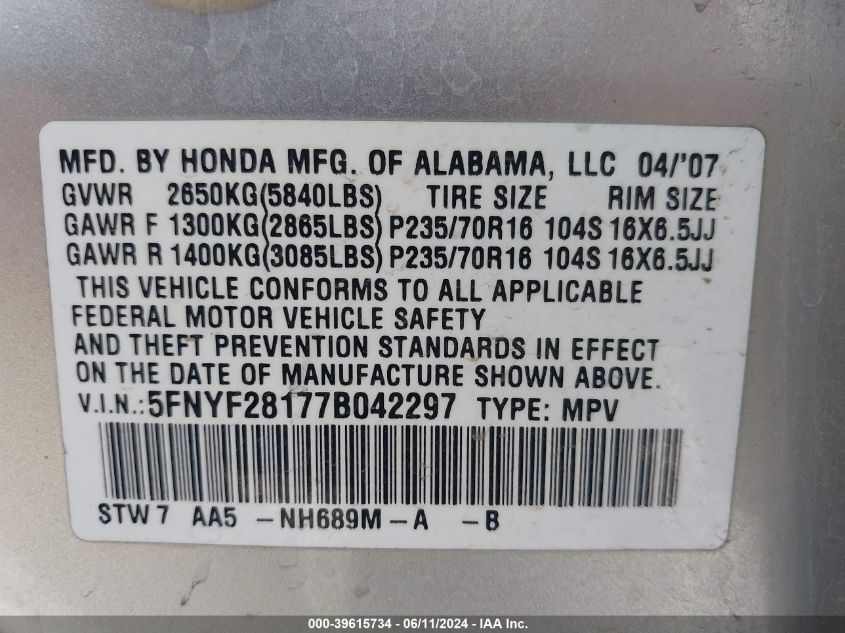 MFD. BY HONDA MFG. OF ALABAMA, LLC 04/'07
GVWR 2650KG(5840LBS) TIRE SIZE RIM SIZE
GAWR F 1300KG(2865LBS) P235/70R16 104S 16X6.5JJ
GAWR R 1400KG(3085LBS) P235/70R16 104S 16X6.5JJ
THIS VEHICLE CONFORMS TO ALL APPLICABLE
FEDERAL MOTOR VEHICLE SAFETY
AND THEFT PREVENTION STANDARDS IN EFFECT
ON THE DATE OF MANUFACTURE SHOWN ABOVE.
V.I.N.:5FNYF28177B042297 TYPE: MPV
STW7 AA5 -NH689M-A -B
000-39615734 - 06/11/2024 - IAA Inc.